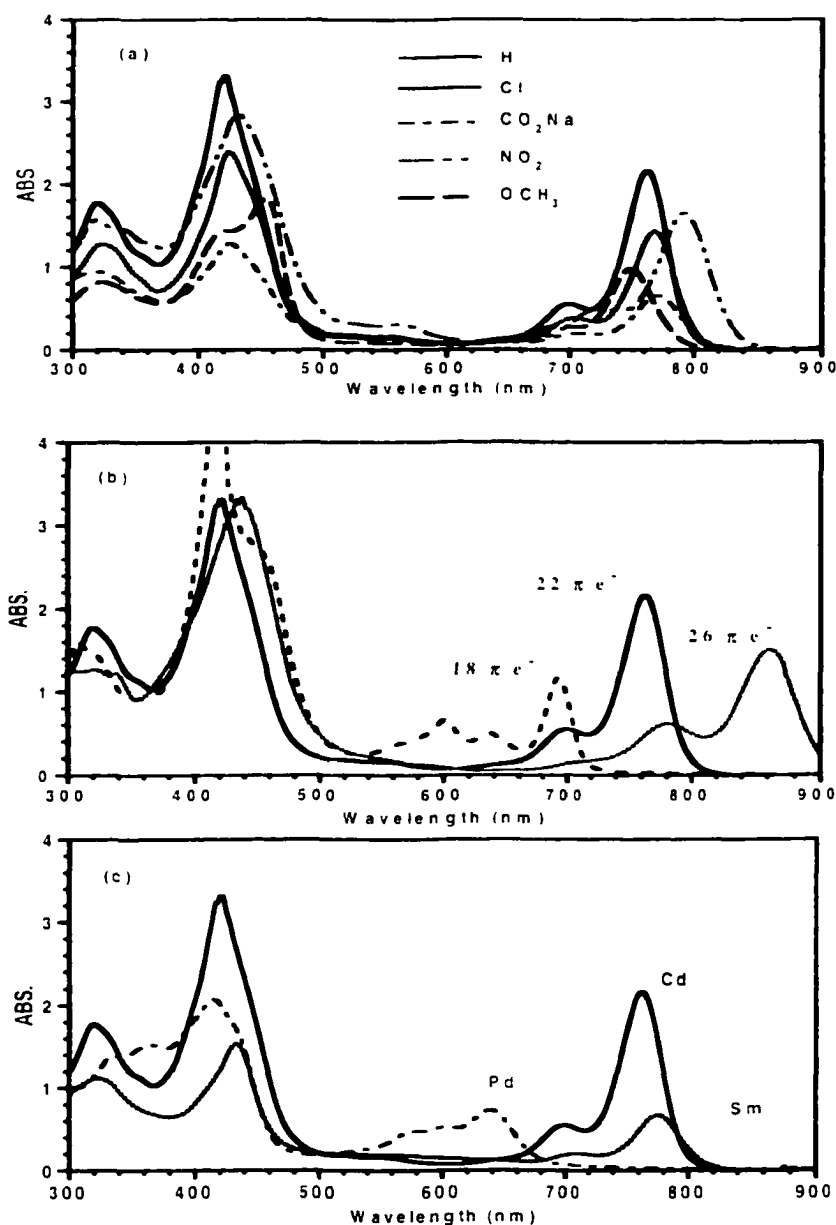 (a)
H
Cl
CO₂Na
NO₂
OCH₃
4
3
2
1
0
ABS
300 400 500 600 700 800 900
Wavelength (nm)
(b)
22 π e⁻
26 π e⁻
18 π e⁻
4
3
2
1
0
ABS.
300 400 500 600 700 800 900
Wavelength (nm)
(c)
Cd
Pd
Sm
4
3
2
1
0
ABS.
300 400 500 600 700 800 900
Wavelength (nm)